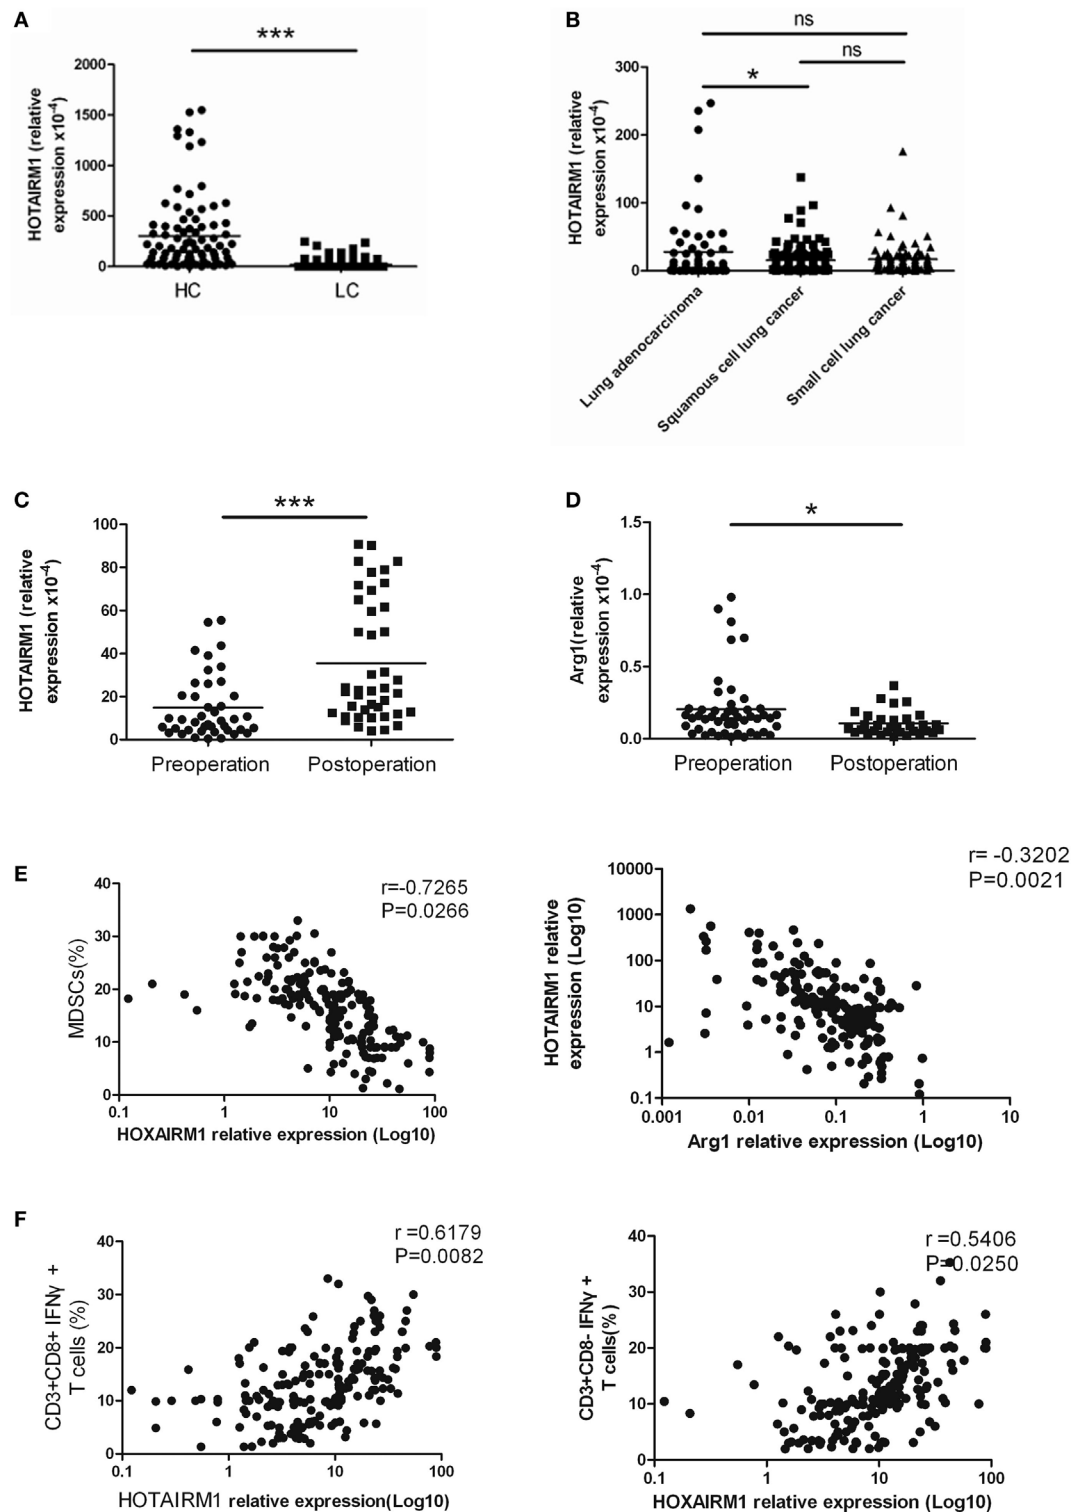 A
***
HOTAIRM1 (relative
expression x10-4)
2000
1500
1000
500
0
HC
LC
B
ns
ns
*
HOTAIRM1 (relative
expression x10-4)
300
200
100
0
Lung adenocarcinoma
Squamous cell lung cancer
Small cell lung cancer
C
***
HOTAIRM1 (relative
expression x10-4)
100
80
60
40
20
0
Preoperation
Postoperation
D
*
Arg1(relative
expression x10-4)
1.5
1.0
0.5
0.0
Preoperation
Postoperation
E
r=-0.7265
P=0.0266
MDSCs(%)
40
30
20
10
0
0.1
1
10
100
HOXAIRM1 relative expression (Log10)
r= -0.3202
P=0.0021
HOTAIRM1 relative
expression (Log10)
10000
1000
100
10
1
0.1
0.001
0.01
0.1
1
10
Arg1 relative expression (Log10)
F
r =0.6179
P=0.0082
CD3+CD8+ IFNγ +
T cells (%)
40
30
20
10
0
0.1
1
10
100
HOTAIRM1 relative expression(Log10)
r =0.5406
P=0.0250
CD3+CD8- IFNγ +
T cells(%)
40
30
20
10
0
0.1
1
10
100
HOXAIRM1 relative expression (Log10)